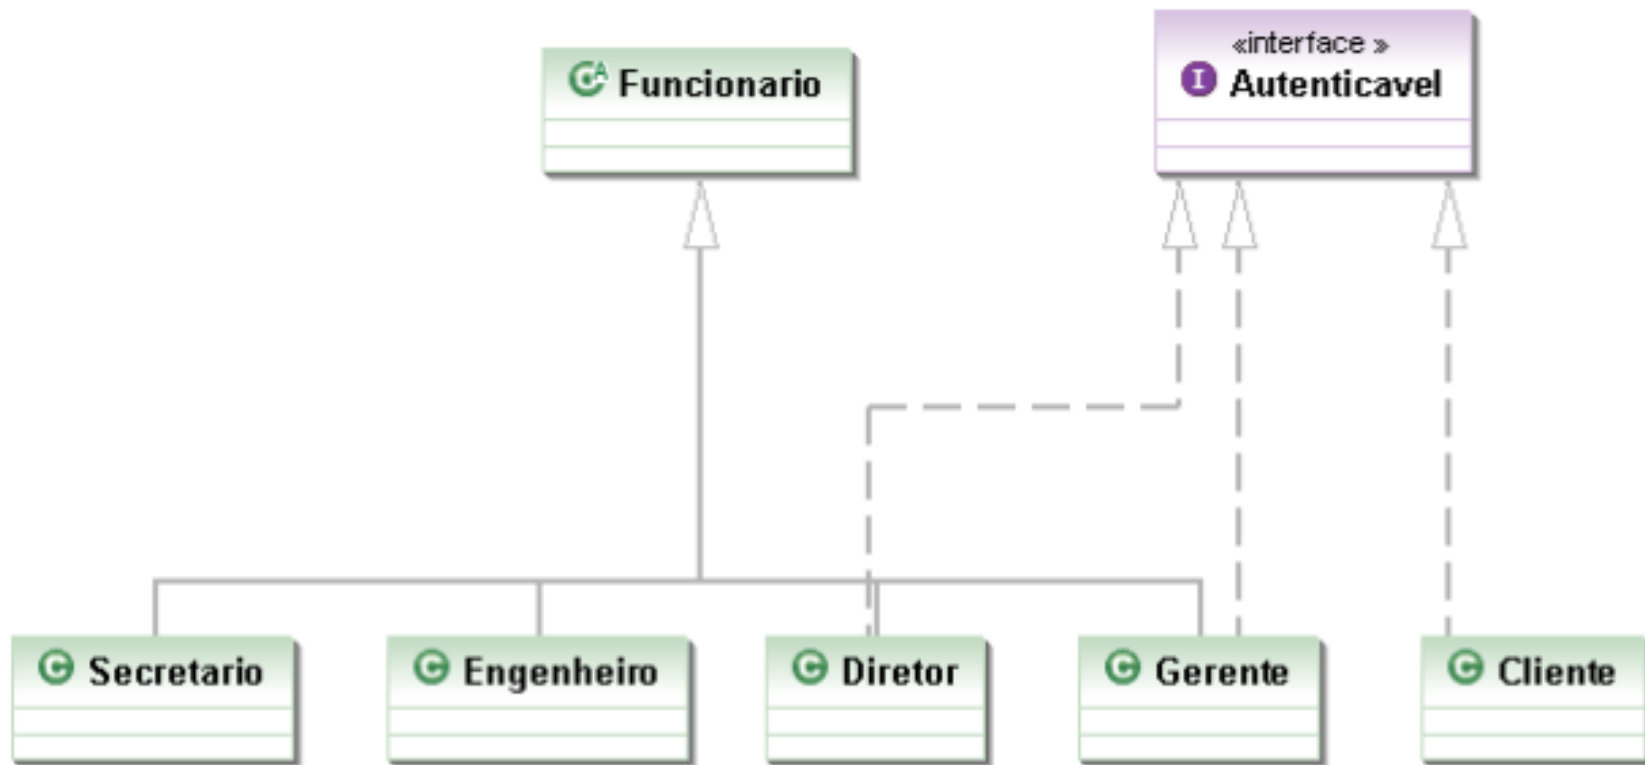 Funcionario
«interface »
Autenticavel
Secretario
Engenheiro
Diretor
Gerente
Cliente